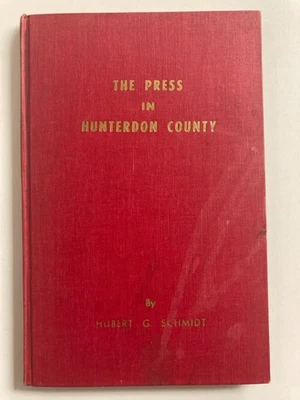 THE PRESS
IN
HUNTERDON COUNTY
By
HUBERT G. SCHMIDT